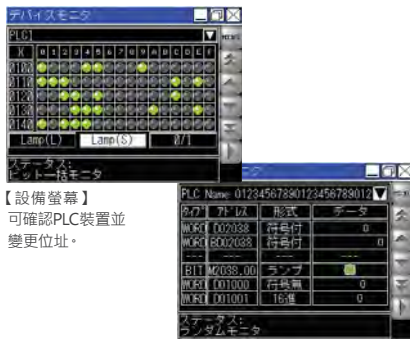 デバイスモニタ
PLC1
X 0 1 2 3 4 5 6 7 8 9 A B C D E F
0100
0110
0120
0130
0140
Lamp(L) Lamp(S) 0/1
ステータス:
ビット一括モニタ
【設備螢幕】
可確認PLC裝置並
變更位址。
PLC Name 01234567890123456789012
タイプ アドレス 形式 データ
WORD D02038 符号付 0
WORD BD02038 符号付 0
--- --- --- ---
1BIT M2038.00 ランプ
WORD D01000 符号無 0
WORD D01001 16進 0
ステータス:
ランダムモニタ